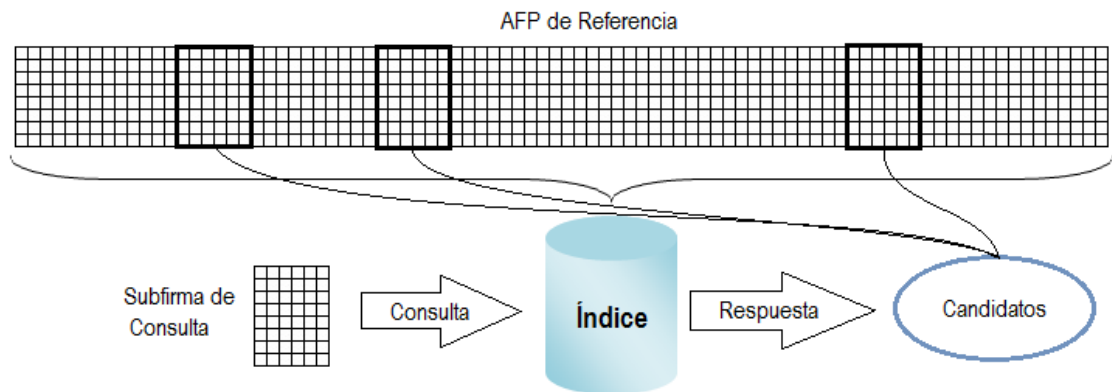 AFP de Referencia
Subfirma de
Consulta
Consulta
Índice
Respuesta
Candidatos